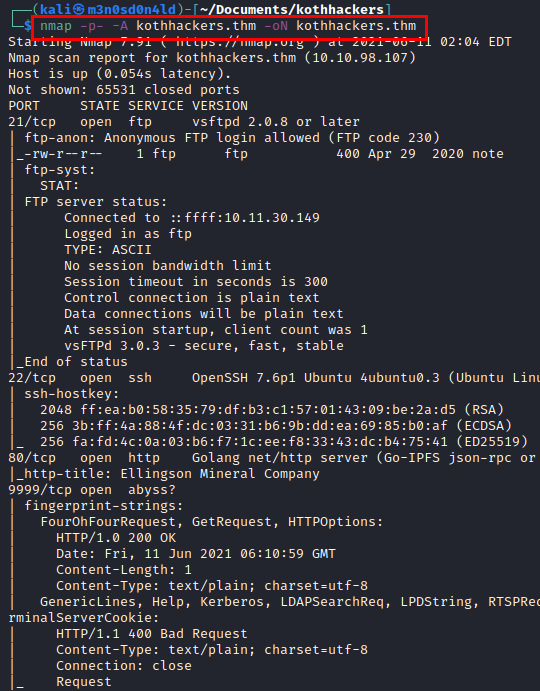 ┌──(kali㉿m3n0sd0n4ld)-[~/Documents/kothhackers]
└─$ nmap -p- -A kothhackers.thm -oN kothhackers.thm
Starting Nmap 7.91 ( https://nmap.org ) at 2021-06-11 02:04 EDT
Nmap scan report for kothhackers.thm (10.10.98.107)
Host is up (0.054s latency).
Not shown: 65531 closed ports
PORT     STATE SERVICE VERSION
21/tcp   open  ftp     vsftpd 2.0.8 or later
| ftp-anon: Anonymous FTP login allowed (FTP code 230)
|_-rw-r--r--    1 ftp      ftp           400 Apr 29  2020 note
| ftp-syst:
|   STAT:
| FTP server status:
|      Connected to ::ffff:10.11.30.149
|      Logged in as ftp
|      TYPE: ASCII
|      No session bandwidth limit
|      Session timeout in seconds is 300
|      Control connection is plain text
|      Data connections will be plain text
|      At session startup, client count was 1
|      vsFTPd 3.0.3 - secure, fast, stable
|_End of status
22/tcp   open  ssh     OpenSSH 7.6p1 Ubuntu 4ubuntu0.3 (Ubuntu Linu
| ssh-hostkey:
|   2048 ff:ea:b0:58:35:79:df:b3:c1:57:01:43:09:be:2a:d5 (RSA)
|   256 3b:ff:4a:88:4f:dc:03:31:b6:9b:dd:ea:69:85:b0:af (ECDSA)
|_  256 fa:fd:4c:0a:03:b6:f7:1c:ee:f8:33:43:dc:b4:75:41 (ED25519)
80/tcp   open  http    Golang net/http server (Go-IPFS json-rpc or
|_http-title: Ellingson Mineral Company
9999/tcp open  abyss?
| fingerprint-strings:
|   FourOhFourRequest, GetRequest, HTTPOptions:
|     HTTP/1.0 200 OK
|     Date: Fri, 11 Jun 2021 06:10:59 GMT
|     Content-Length: 1
|     Content-Type: text/plain; charset=utf-8
|   GenericLines, Help, Kerberos, LDAPSearchReq, LPDString, RTSPReq
rminalServerCookie:
|     HTTP/1.1 400 Bad Request
|     Content-Type: text/plain; charset=utf-8
|     Connection: close
|_    Request